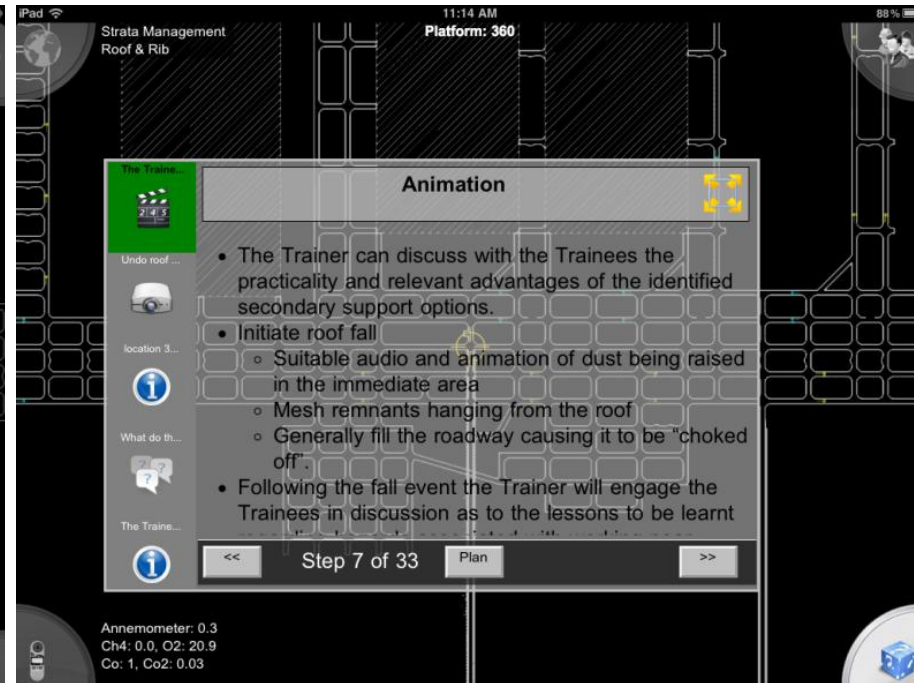 iPad
11:14 AM
88%
Strata Management
Roof & Rib
Platform: 360
The Traine...
2 4 5
Undo roof ...
location 3...
What do th...
The Traine...
Animation
• The Trainer can discuss with the Trainees the
practicality and relevant advantages of the identified
secondary support options.
• Initiate roof fall
◦ Suitable audio and animation of dust being raised
in the immediate area
◦ Mesh remnants hanging from the roof
◦ Generally fill the roadway causing it to be “choked
off”.
• Following the fall event the Trainer will engage the
Trainees in discussion as to the lessons to be learnt
<<
Step 7 of 33
Plan
>>
Annemometer: 0.3
Ch4: 0.0, O2: 20.9
Co: 1, Co2: 0.03